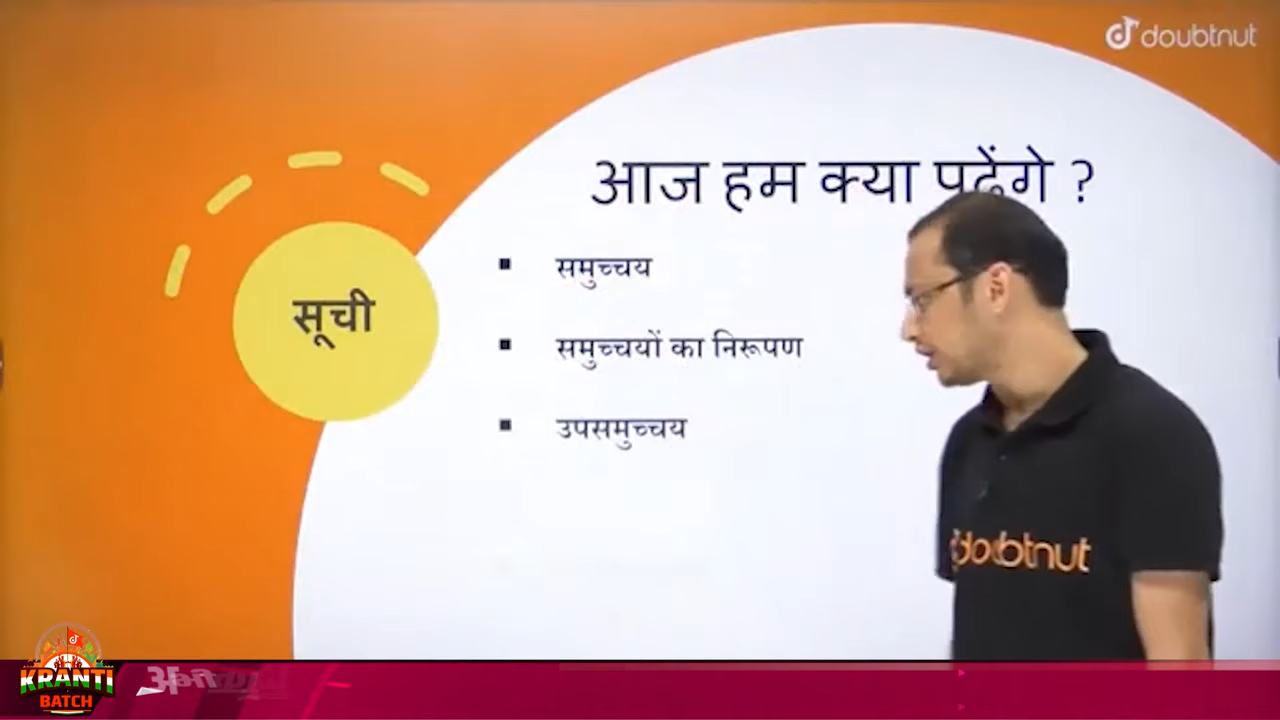 doubtnut
आज हम क्या पढेंगे ?
सूची
समुच्चय
समुच्चयों का निरूपण
उपसमुच्चय
doubtnut
KRANTI
BATCH